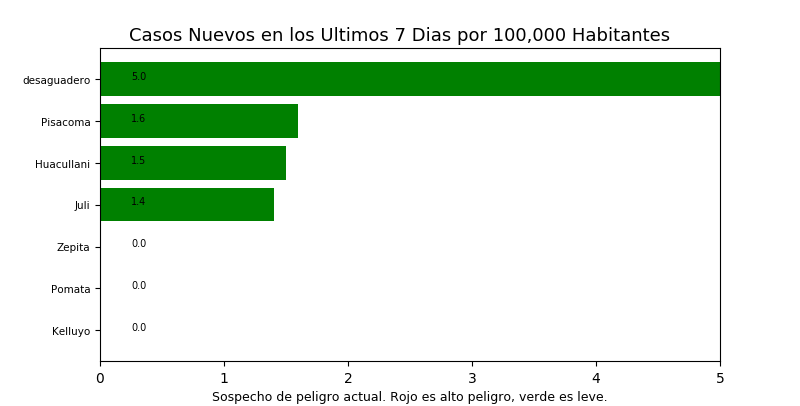 Casos Nuevos en los Ultimos 7 Dias por 100,000 Habitantes
desaguadero 5.0
Pisacoma 1.6
Huacullani 1.5
Juli 1.4
Zepita 0.0
Pomata 0.0
Kelluyo 0.0
0 1 2 3 4 5
Sospecho de peligro actual. Rojo es alto peligro, verde es leve.